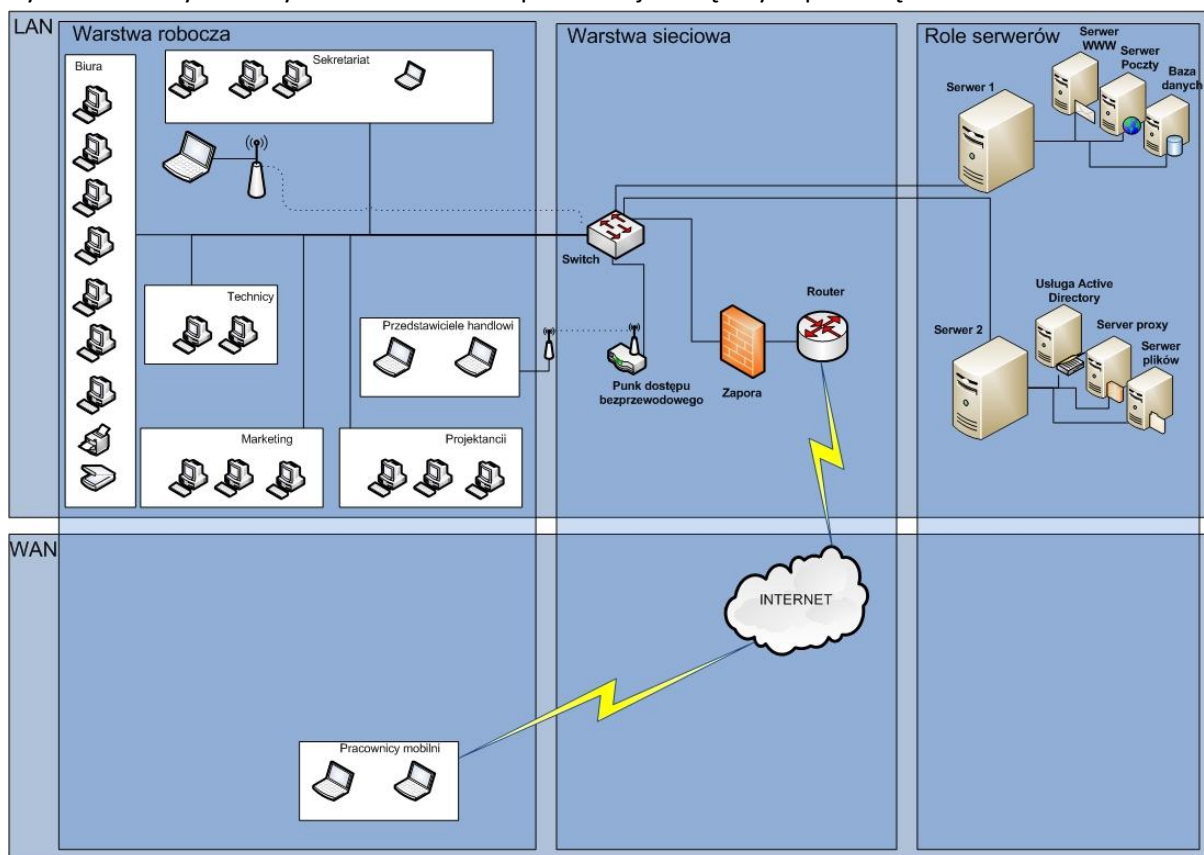 LAN
Warstwa robocza
Biura
Sekretariat
Technicy
Przedstawiciele handlowi
Marketing
Projektancii
Warstwa sieciowa
Switch
Punk dostępu
bezprzewodowego
Zapora
Router
Role serwerów
Serwer
WWW
Serwer
Poczty
Baza
danych
Serwer 1
Usługa Active
Directory
Server proxy
Serwer
plików
Serwer 2
WAN
INTERNET
Pracownicy mobilni